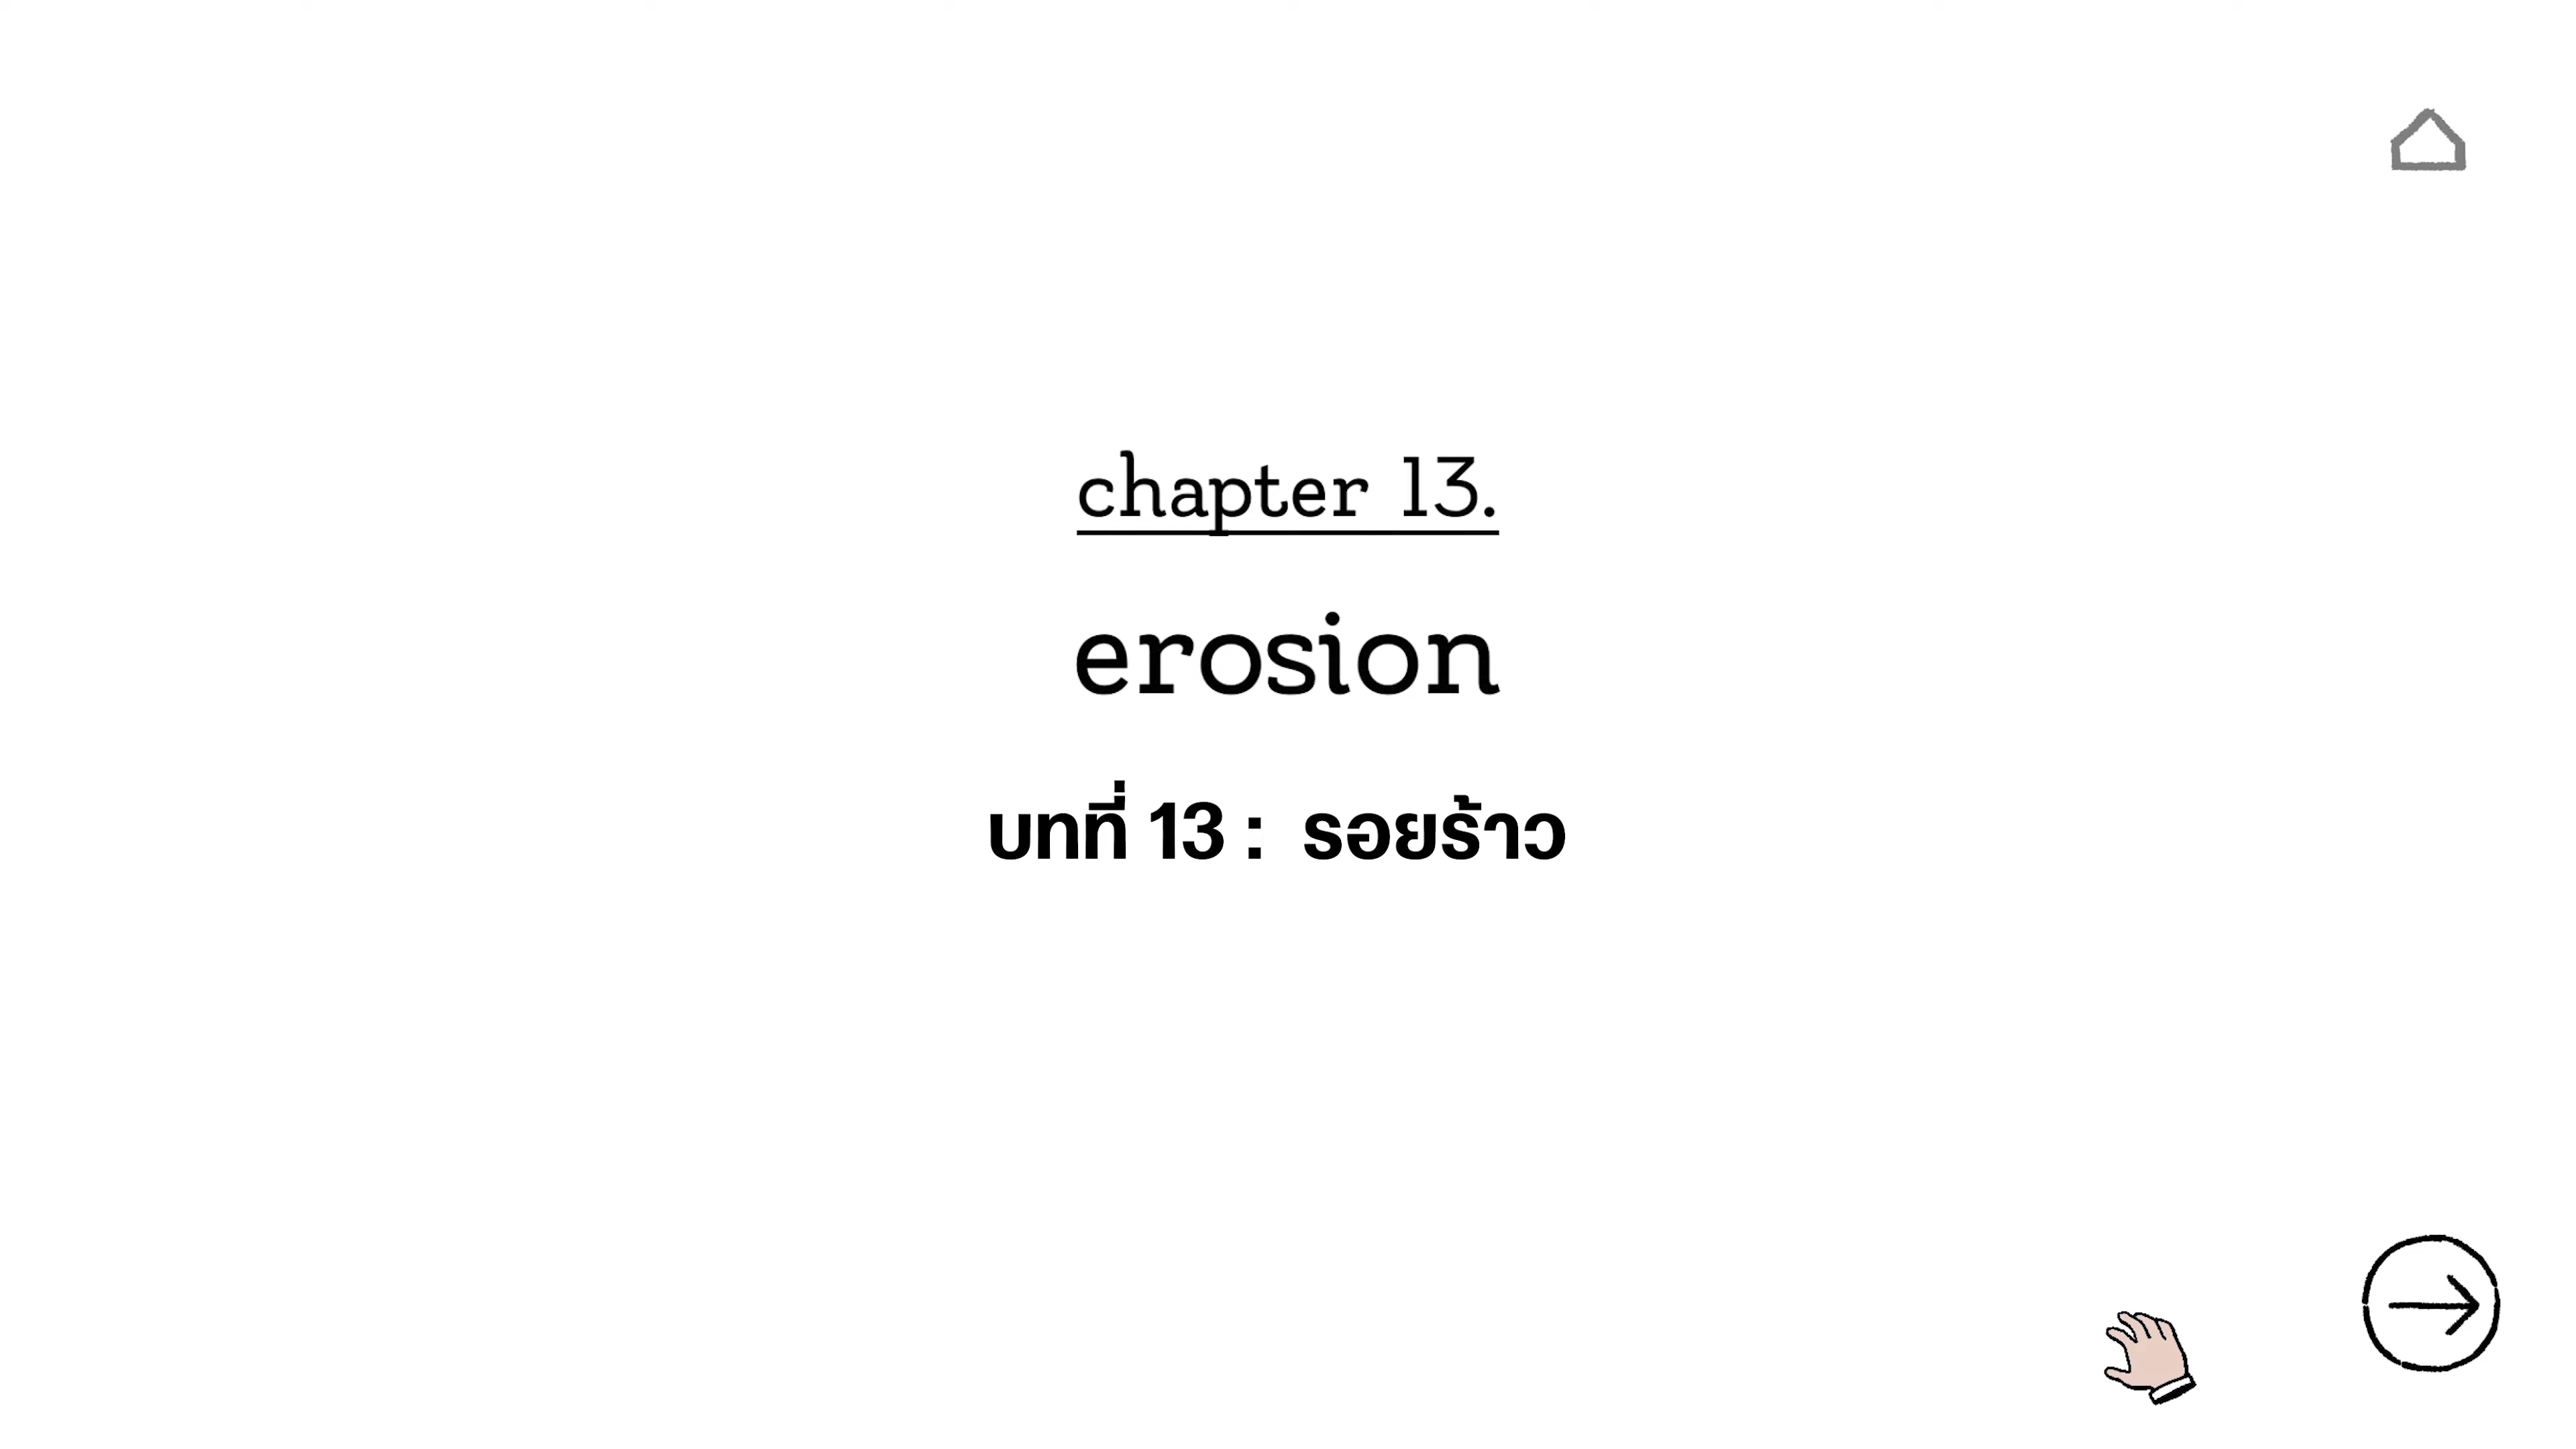 chapter 13.
erosion
บทที่ 13 : รอยร้าว